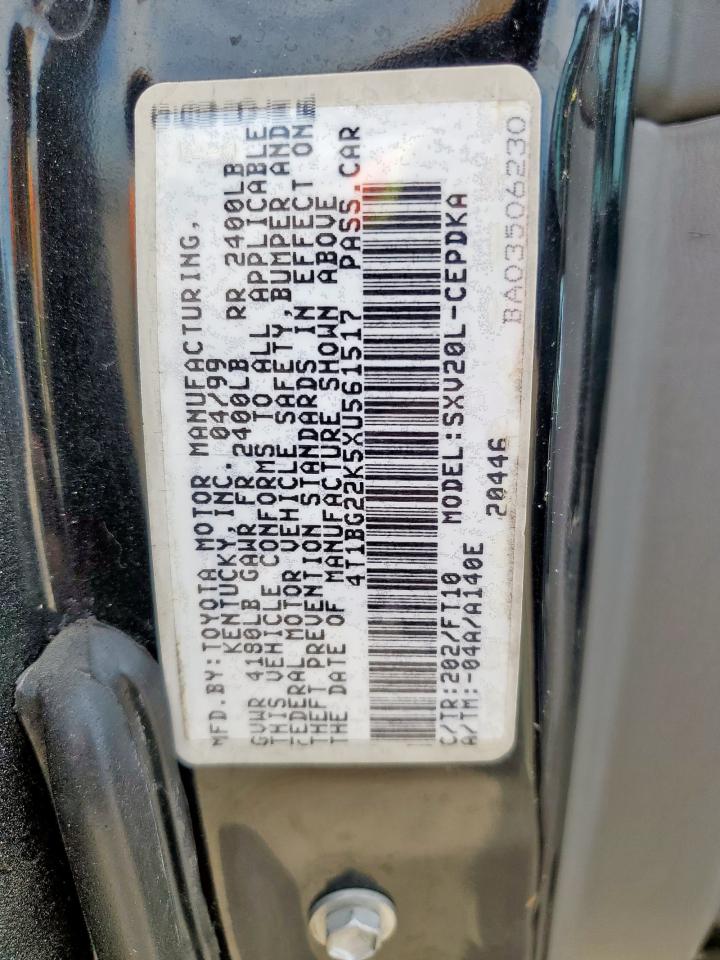 MFD.BY:TOYOTA MOTOR MANUFACTURING,
KENTUCKY,INC. 04/99
GVWR 4180LB GAWR FR 2400LB RR 2400LB
THIS VEHICLE CONFORMS TO ALL APPLICABLE
FEDERAL MOTOR VEHICLE SAFETY,BUMPER AND
THEFT PREVENTION STANDARDS IN EFFECT ON
THE DATE OF MANUFACTURE SHOWN ABOVE
4T1BG22K5XU561517 PASS.CAR
C/TR:202/FT10 MODEL:SXV20L-CEPDKA
A/TM:-04A/A140E 20446
BA03506230